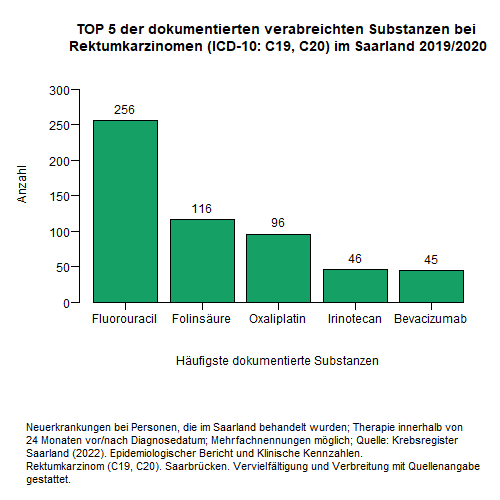 TOP 5 der dokumentierten verabreichten Substanzen bei
Rektumkarzinomen (ICD-10: C19, C20) im Saarland 2019/2020
Anzahl
300
250
200
150
100
50
0
256
116
96
46
45
Fluorouracil Folinsäure Oxaliplatin Irinotecan Bevacizumab
Häufigste dokumentierte Substanzen
Neuerkrankungen bei Personen, die im Saarland behandelt wurden; Therapie innerhalb von
24 Monaten vor/nach Diagnosedatum; Mehrfachnennungen möglich; Quelle: Krebsregister
Saarland (2022). Epidemiologischer Bericht und Klinische Kennzahlen.
Rektumkarzinom (C19, C20). Saarbrücken. Vervielfältigung und Verbreitung mit Quellenangabe
gestattet.